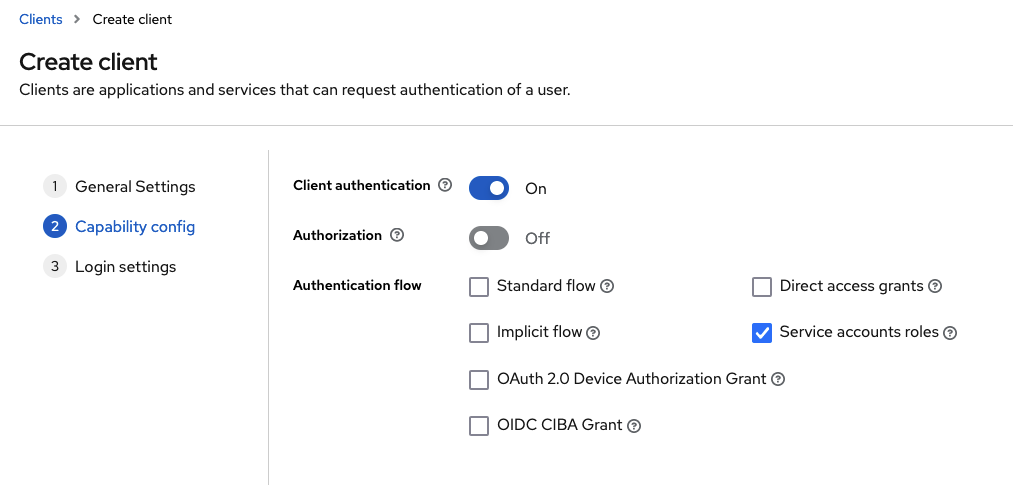 Clients > Create client
Create client
Clients are applications and services that can request authentication of a user.
1 General Settings
2 Capability config
3 Login settings
Client authentication ? On
Authorization ? Off
Authentication flow
Standard flow ? Direct access grants ?
Implicit flow ? Service accounts roles ?
OAuth 2.0 Device Authorization Grant ?
OIDC CIBA Grant ?